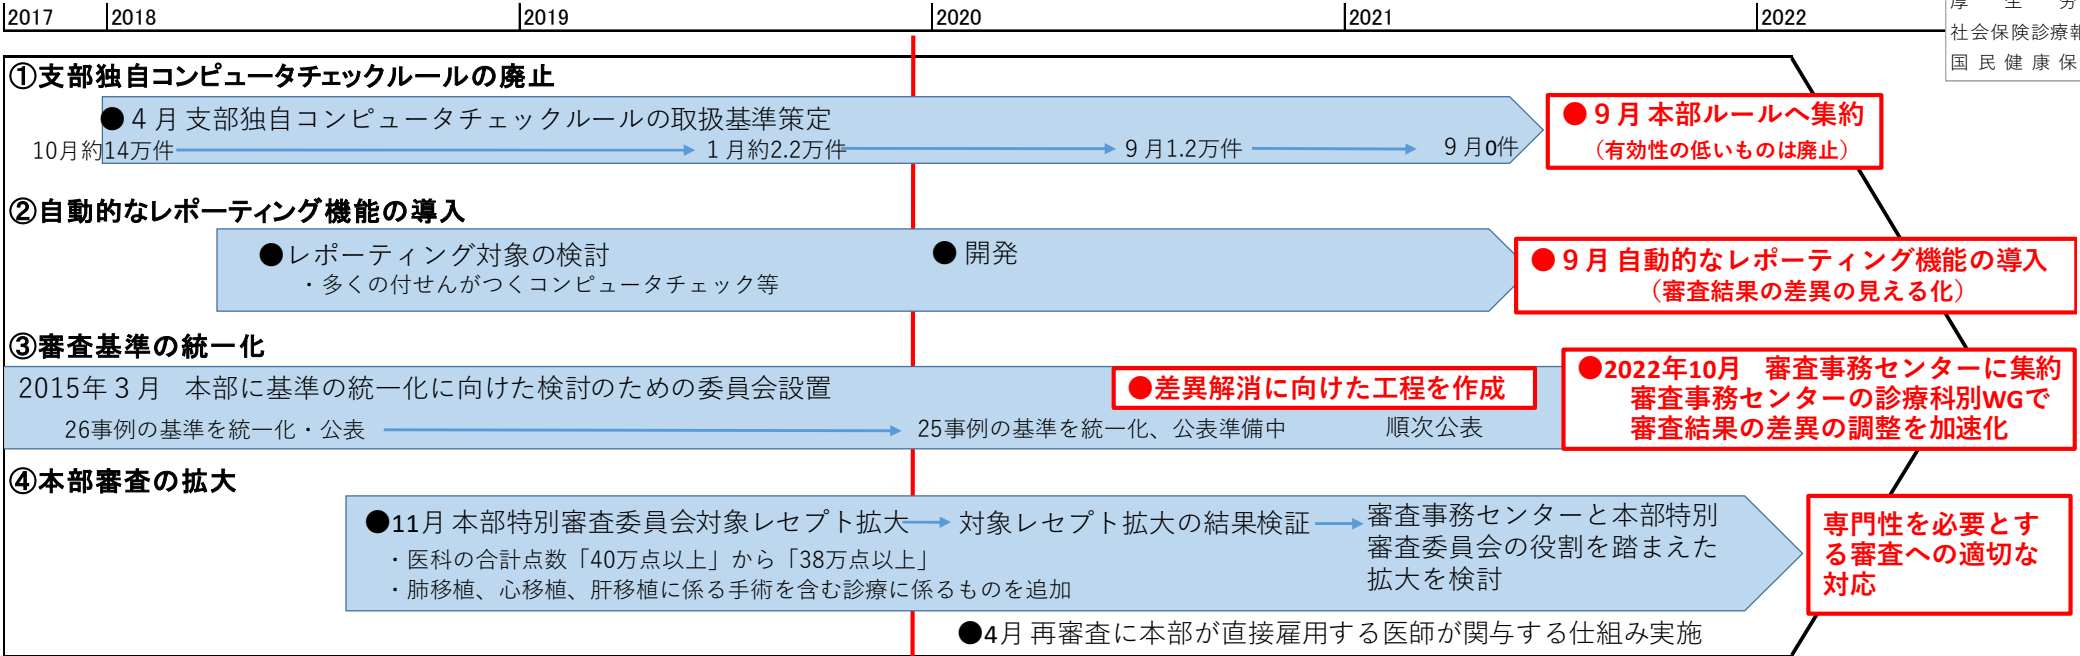 2017 2018 2019 2020 2021 2022
厚 生 労
社会保険診療報
国 民 健 康 保
①支部独自コンピュータチェックルールの廃止
●４月 支部独自コンピュータチェックルールの取扱基準策定
10月約14万件 １月約2.2万件 ９月1.2万件 ９月0件
●９月 本部ルールへ集約
（有効性の低いものは廃止）
②自動的なレポーティング機能の導入
●レポーティング対象の検討
・多くの付せんがつくコンピュータチェック等
●開発
●９月 自動的なレポーティング機能の導入
（審査結果の差異の見える化）
③審査基準の統一化
2015年３月　本部に基準の統一化に向けた検討のための委員会設置
●差異解消に向けた工程を作成
26事例の基準を統一化・公表 25事例の基準を統一化、公表準備中 順次公表
●2022年10月　審査事務センターに集約
審査事務センターの診療科別WGで
審査結果の差異の調整を加速化
④本部審査の拡大
●11月 本部特別審査委員会対象レセプト拡大
・医科の合計点数「40万点以上」から「38万点以上」
・肺移植、心移植、肝移植に係る手術を含む診療に係るものを追加
対象レセプト拡大の結果検証
審査事務センターと本部特別
審査委員会の役割を踏まえた
拡大を検討
専門性を必要とす
る審査への適切な
対応
●4月 再審査に本部が直接雇用する医師が関与する仕組み実施